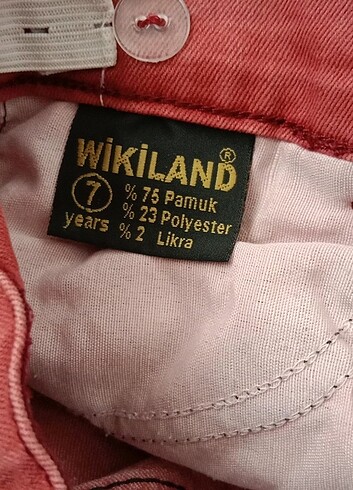 WiKiLAND®
7 years
% 75 Pamuk
% 23 Polyester
% 2 Likra